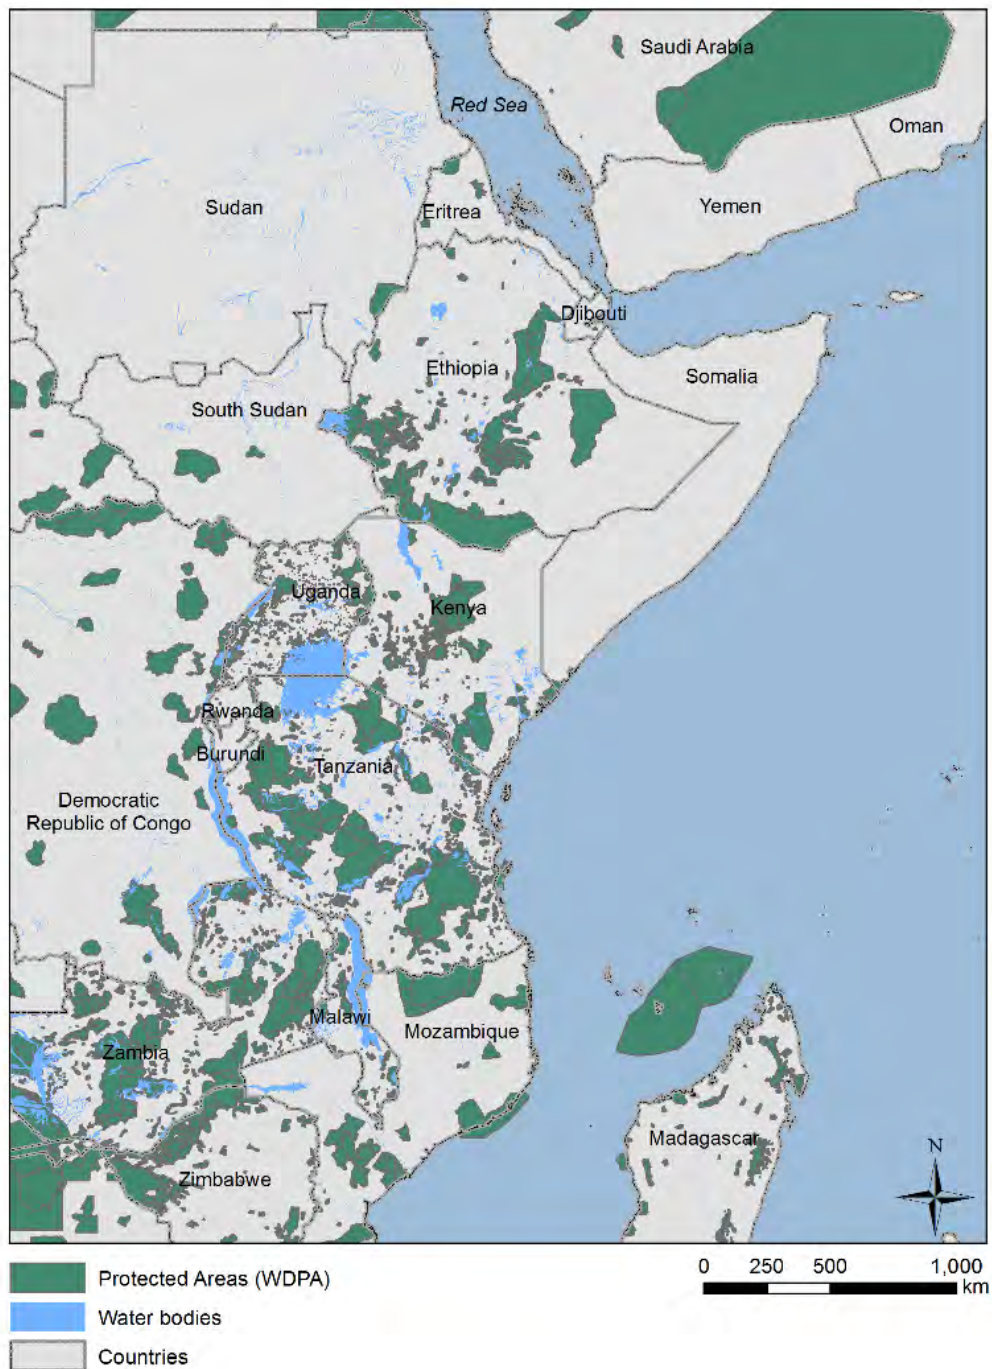 Saudi Arabia
Red Sea
Oman
Sudan
Eritrea
Yemen
Djibouti
Ethiopia
Somalia
South Sudan
Uganda
Kenya
Rwanda
Burundi
Tanzania
Democratic
Republic of Congo
Malawi
Mozambique
Zambia
Madagascar
N
Zimbabwe
Protected Areas (WDPA)
Water bodies
Countries
0 250 500 1,000
km